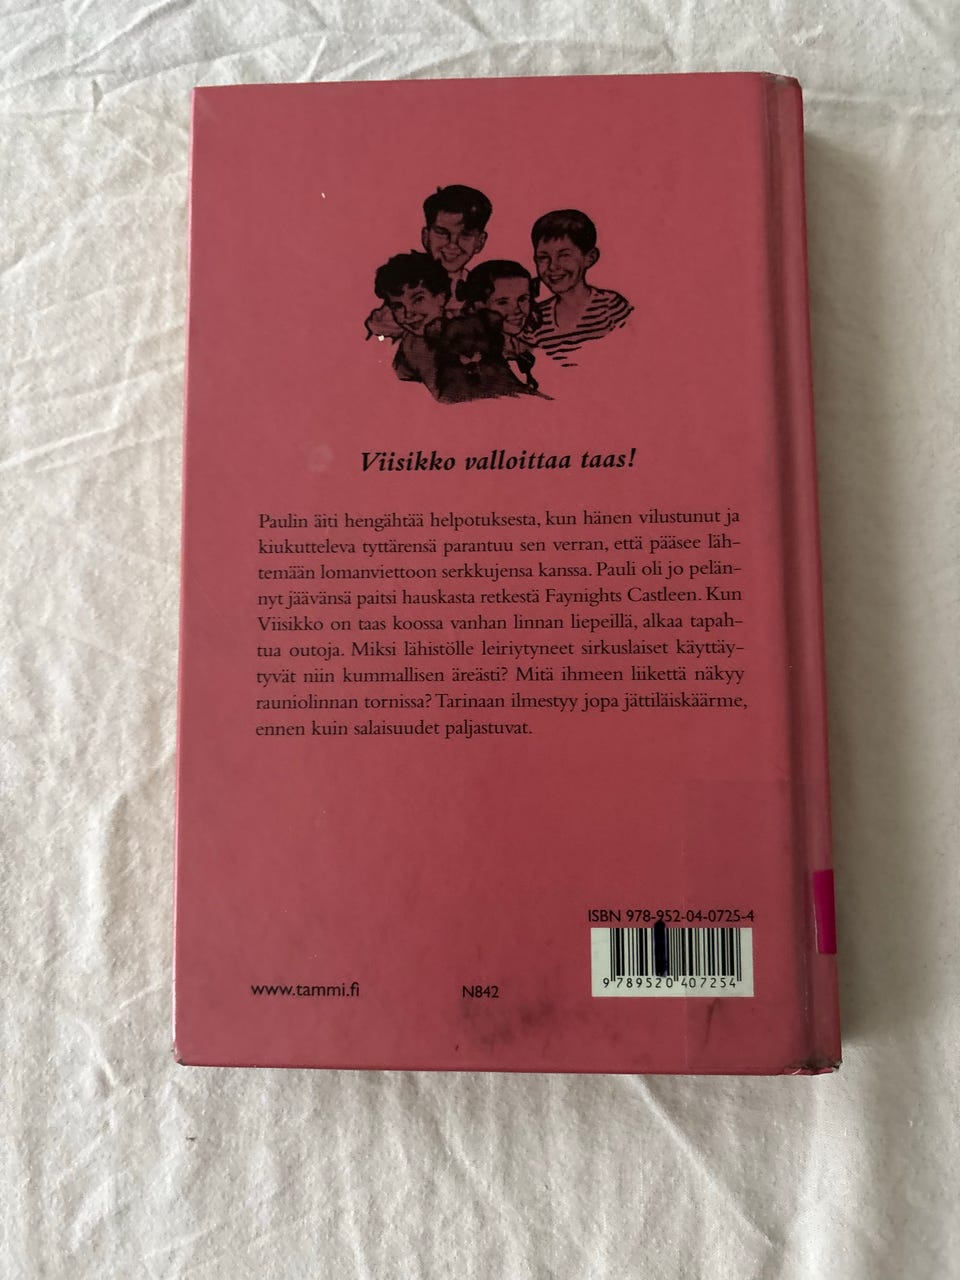 Viisikko valloittaa taas!
Paulin äiti hengähtää helpotuksesta, kun hänen vilustunut ja
kiukutteleva tyttärensä parantuu sen verran, että pääsee läh-
temään lomanviettoon serkkujensa kanssa. Pauli oli jo pelän-
nyt jäävänsä paitsi hauskasta retkestä Faynights Castleen. Kun
Viisikko on taas koossa vanhan linnan liepeillä, alkaa tapah-
tua outoja. Miksi lähistölle leiriytyneet sirkuslaiset käyttäy-
tyvät niin kummallisen äreästi? Mitä ihmeen liikettä näkyy
rauniolinnan tornissa? Tarinaan ilmestyy jopa jättiläiskäärme,
ennen kuin salaisuudet paljastuvat.
ISBN 978-952-04-0725-4
9 789520 407254
www.tammi.fi
N842